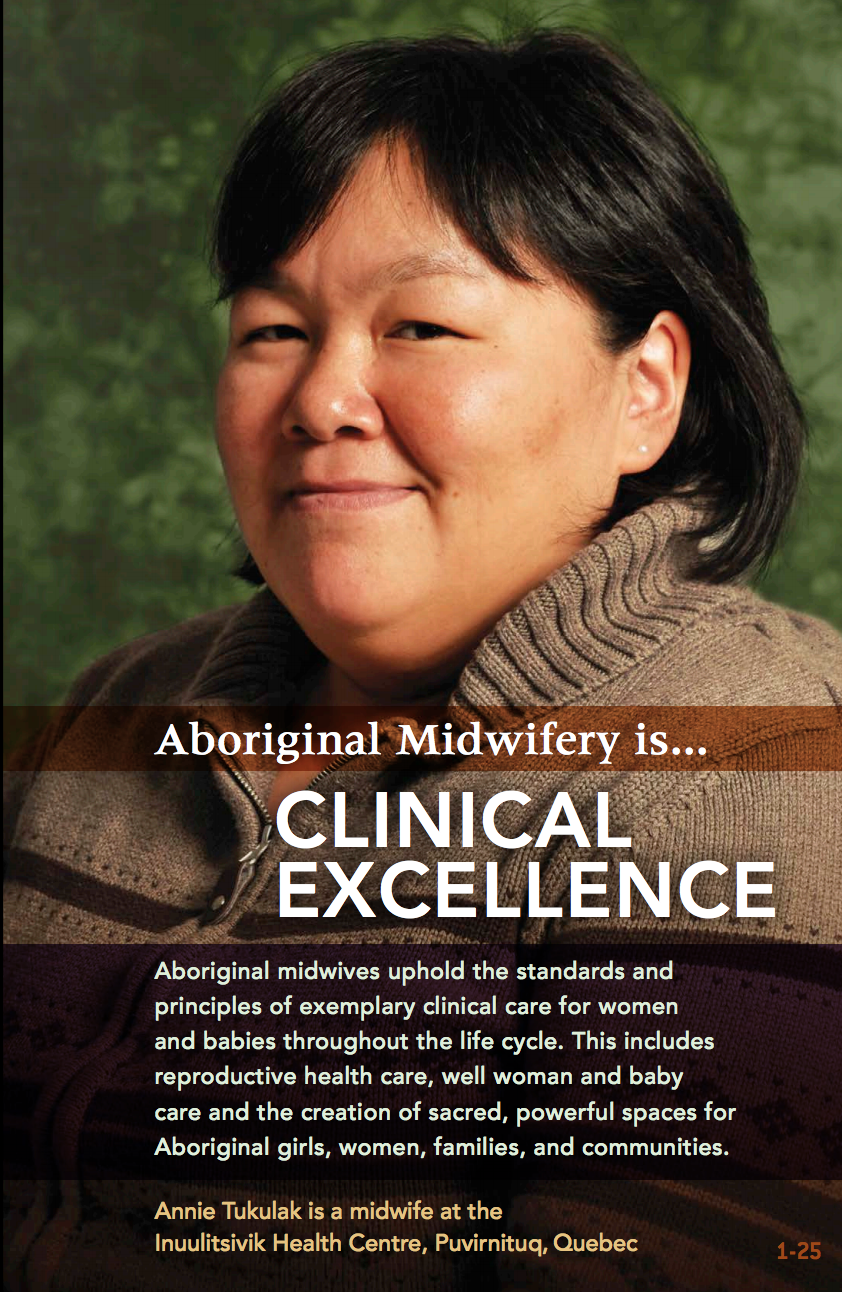 Aboriginal Midwifery is...
CLINICAL
EXCELLENCE
Aboriginal midwives uphold the standards and
principles of exemplary clinical care for women
and babies throughout the life cycle. This includes
reproductive health care, well woman and baby
care and the creation of sacred, powerful spaces for
Aboriginal girls, women, families, and communities.
Annie Tukulak is a midwife at the
Inuulitsivik Health Centre, Puvirnituq, Quebec
1-25